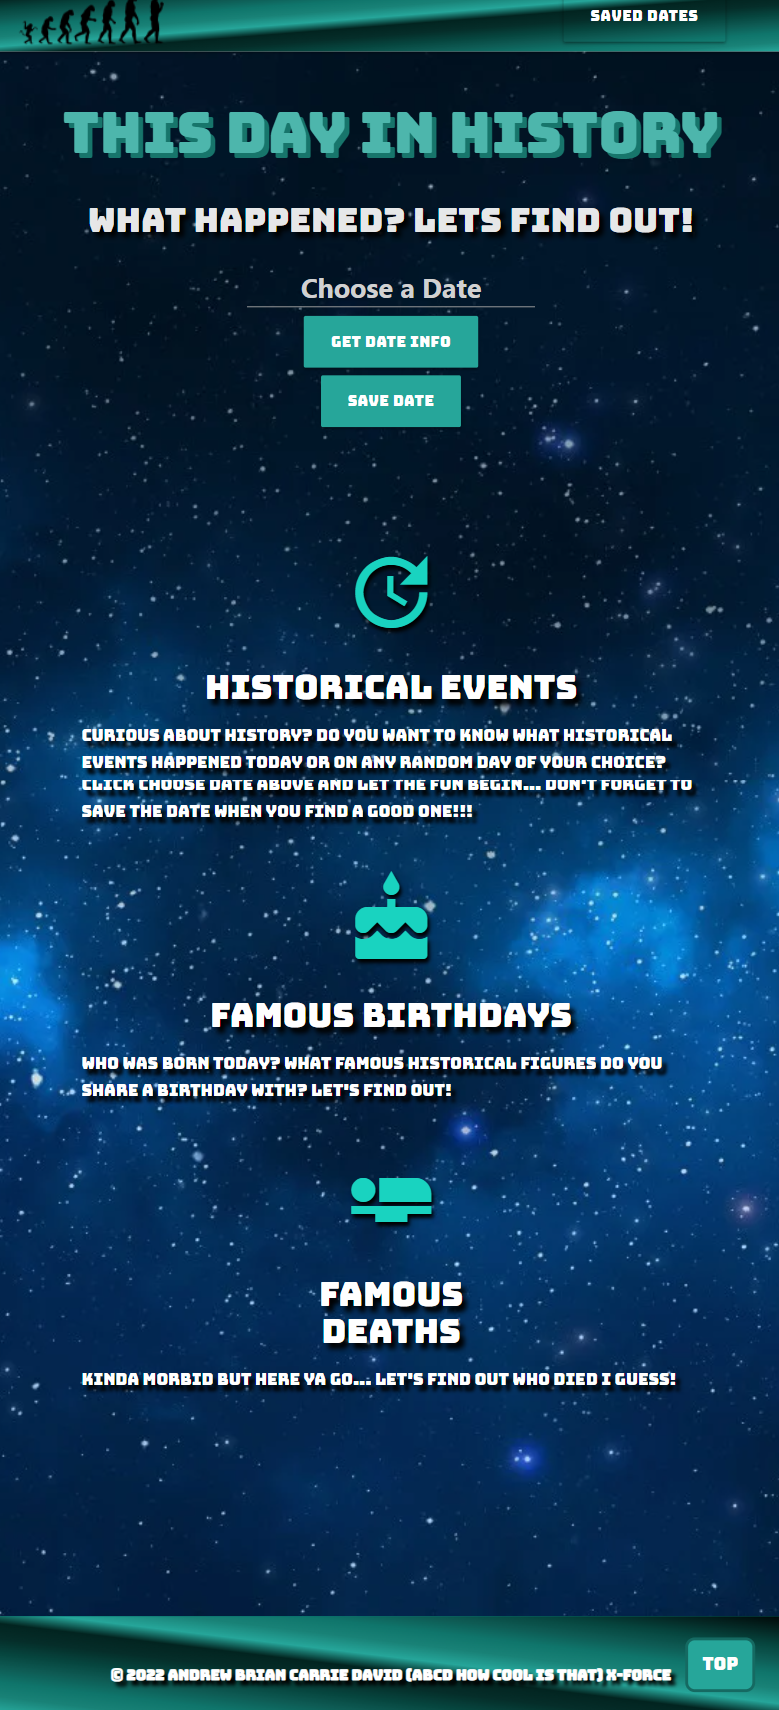 SAVED DATES
THIS DAY IN HISTORY
WHAT HAPPENED? LETS FIND OUT!
Choose a Date
GET DATE INFO
SAVE DATE
HISTORICAL EVENTS
CURIOUS ABOUT HISTORY? DO YOU WANT TO KNOW WHAT HISTORICAL
EVENTS HAPPENED TODAY OR ON ANY RANDOM DAY OF YOUR CHOICE?
CLICK CHOOSE DATE ABOVE AND LET THE FUN BEGIN... DON'T FORGET TO
SAVE THE DATE WHEN YOU FIND A GOOD ONE!!!
FAMOUS BIRTHDAYS
WHO WAS BORN TODAY? WHAT FAMOUS HISTORICAL FIGURES DO YOU
SHARE A BIRTHDAY WITH? LET'S FIND OUT!
FAMOUS
DEATHS
KINDA MORBID BUT HERE YA GO... LET'S FIND OUT WHO DIED I GUESS!
© 2022 ANDREW BRIAN CARRIE DAVID (ABCD HOW COOL IS THAT) X-FORCE
TOP